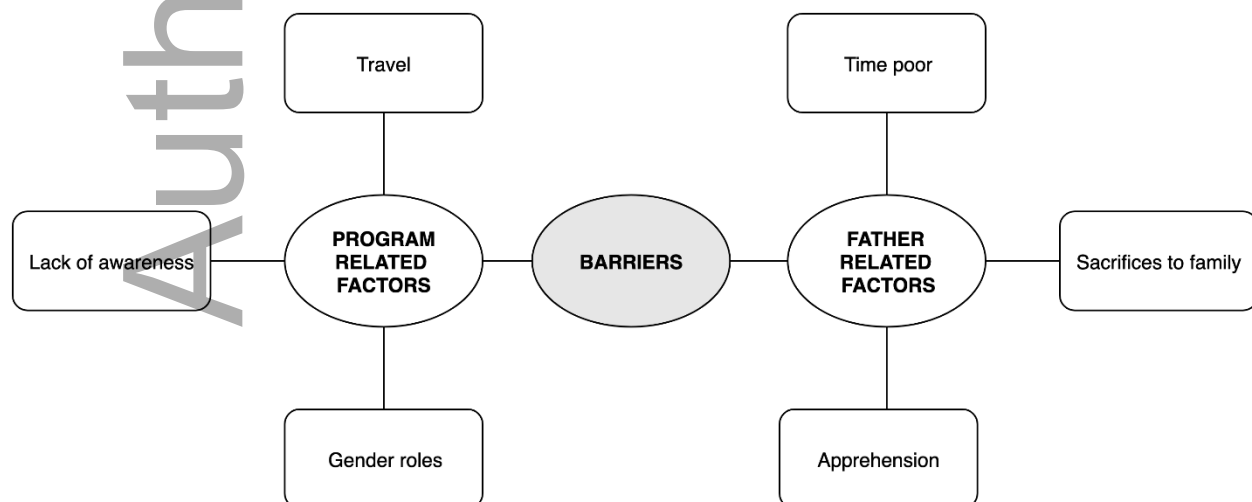 Auth
Travel
Time poor
Lack of awareness
PROGRAM
RELATED
FACTORS
BARRIERS
FATHER
RELATED
FACTORS
Sacrifices to family
Gender roles
Apprehension